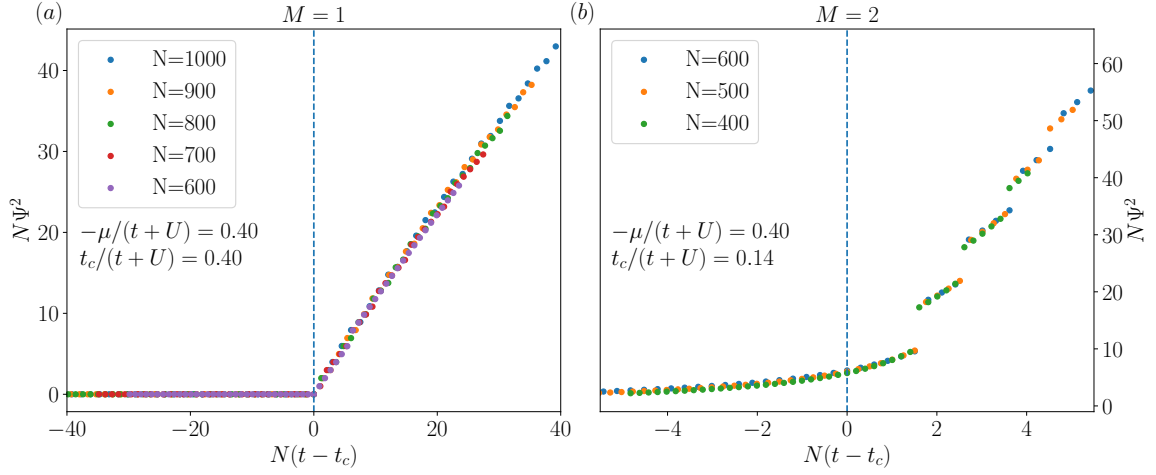 (a)
M = 1
40
30
20
10
0
NΨ²
N=1000
N=900
N=800
N=700
N=600
−μ/(t + U) = 0.40
t_c/(t + U) = 0.40
−40 −20 0 20 40
N(t − t_c)
(b)
M = 2
N=600
N=500
N=400
−μ/(t + U) = 0.40
t_c/(t + U) = 0.14
60
50
40
30
20
10
0
NΨ²
−4 −2 0 2 4
N(t − t_c)